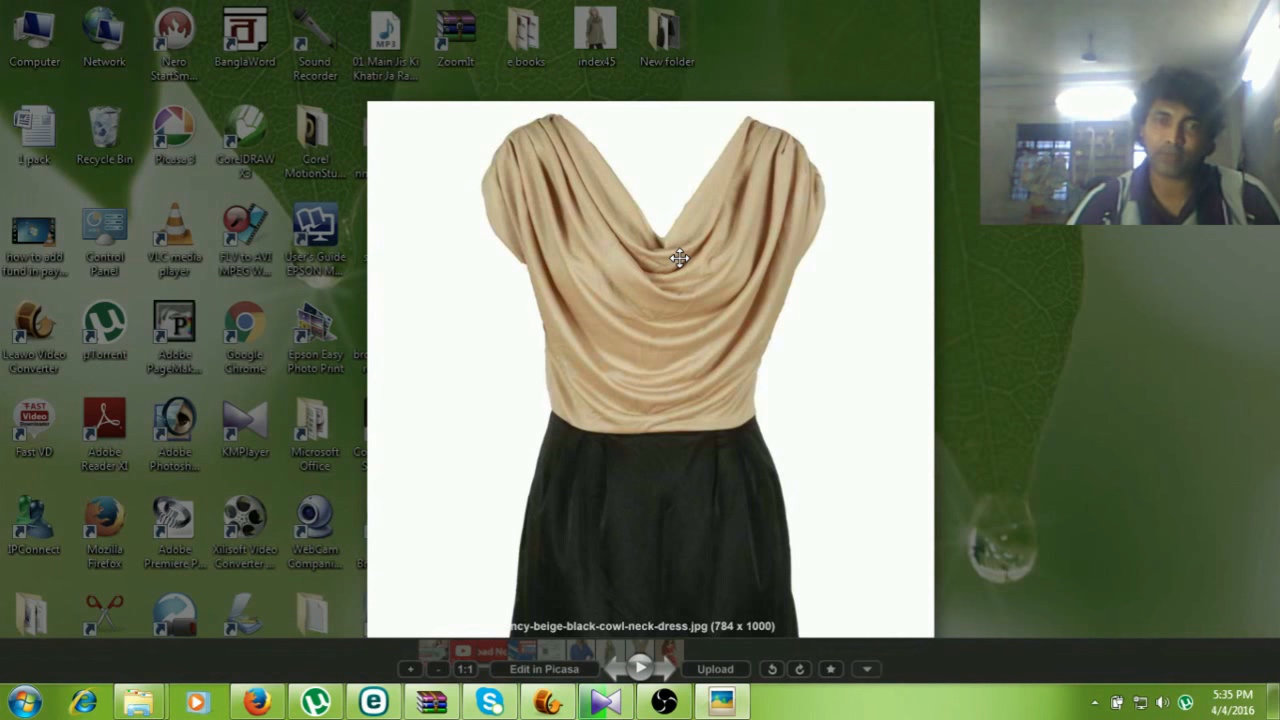 Computer
Network
Nero
StartSm...
BanglaWord
Sound
Recorder
MP3
01 Main Jis Ki
Khatir Ja Ra...
ZoomIt
e books
index45
New folder
1 pack
Recycle Bin
Picasa 3
CorelDRAW
X3
Corel
MotionStu...
how to add
fund in pay...
Control
Panel
VLC media
player
FLV to AVI
MPEG W...
User's Guide
EPSON M...
Leawo Video
Converter
µTorrent
Adobe
PageMak...
Google
Chrome
Epson Easy
Photo Print
FAST
Video
Downloader
Fast VD
Adobe
Reader XI
Adobe
Photosh...
KMPlayer
Microsoft
Office
IPConnect
Mozilla
Firefox
Adobe
Premiere P...
Xilisoft Video
Converter ...
WebCam
Compani...
ncy-beige-black-cowl-neck-dress.jpg (784 x 1000)
1:1
Edit in Picasa
Upload
5:35 PM
4/4/2016